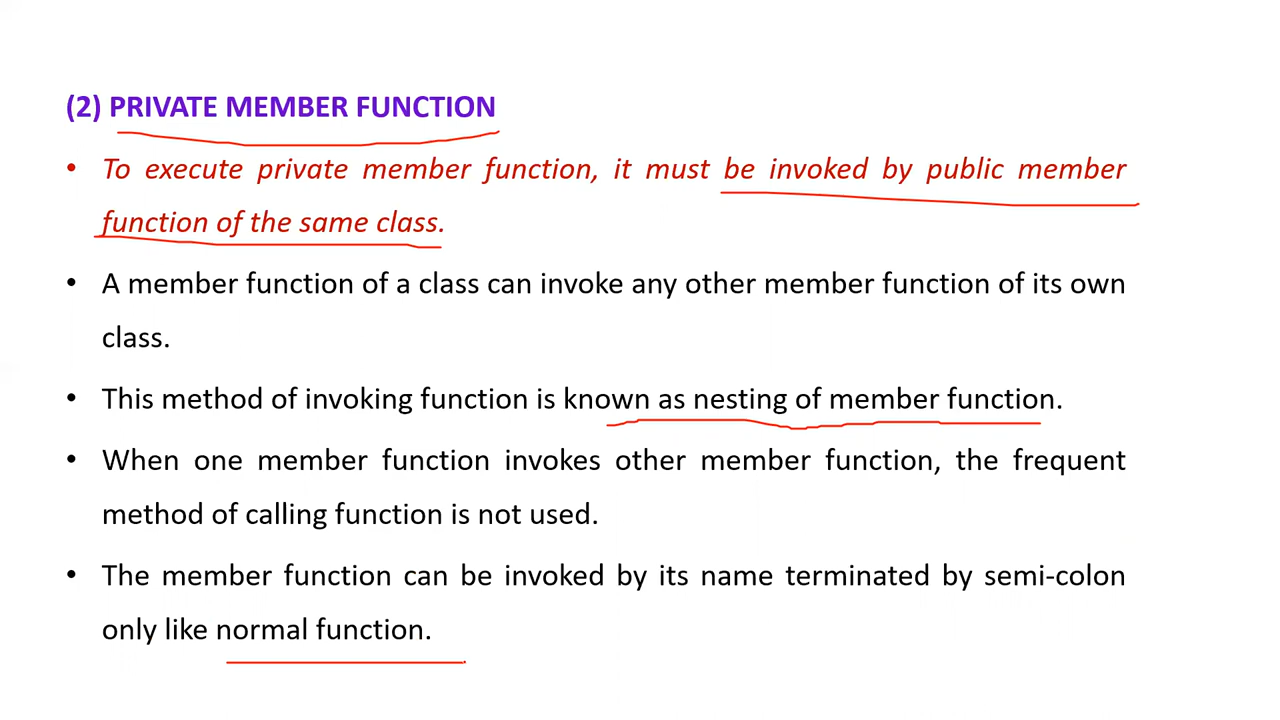 (2) PRIVATE MEMBER FUNCTION
• To execute private member function, it must be invoked by public member
function of the same class.
• A member function of a class can invoke any other member function of its own
class.
• This method of invoking function is known as nesting of member function.
• When one member function invokes other member function, the frequent
method of calling function is not used.
• The member function can be invoked by its name terminated by semi-colon
only like normal function.